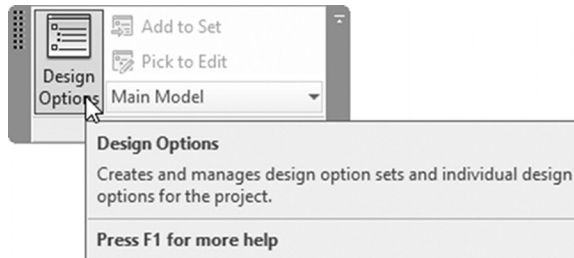 Add to Set
Pick to Edit
Design
Options
Main Model
Design Options
Creates and manages design option sets and individual design
options for the project.
Press F1 for more help